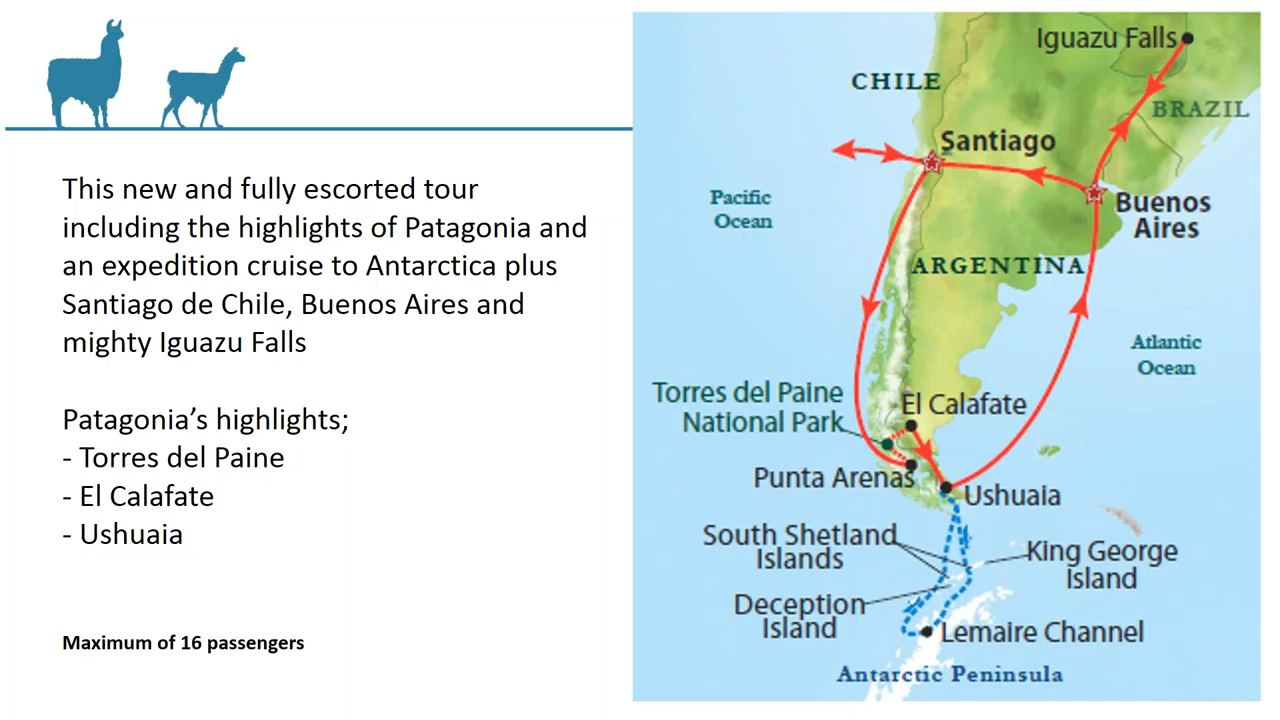 This new and fully escorted tour
including the highlights of Patagonia and
an expedition cruise to Antarctica plus
Santiago de Chile, Buenos Aires and
mighty Iguazu Falls
Patagonia’s highlights;
- Torres del Paine
- El Calafate
- Ushuaia
Maximum of 16 passengers
Iguazu Falls
CHILE
BRAZIL
Santiago
Pacific
Ocean
Buenos
Aires
ARGENTINA
Atlantic
Ocean
Torres del Paine
National Park
El Calafate
Punta Arenas
Ushuaia
South Shetland
Islands
King George
Island
Deception
Island
Lemaire Channel
Antarctic Peninsula